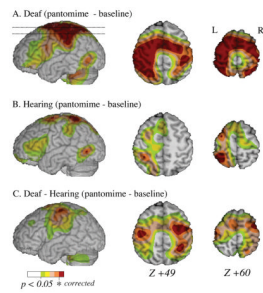 A. Deaf (pantomime - baseline)
L R
B. Hearing (pantomime - baseline)
C. Deaf - Hearing (pantomime - baseline)
p < 0.05 * corrected
Z +49 Z +60